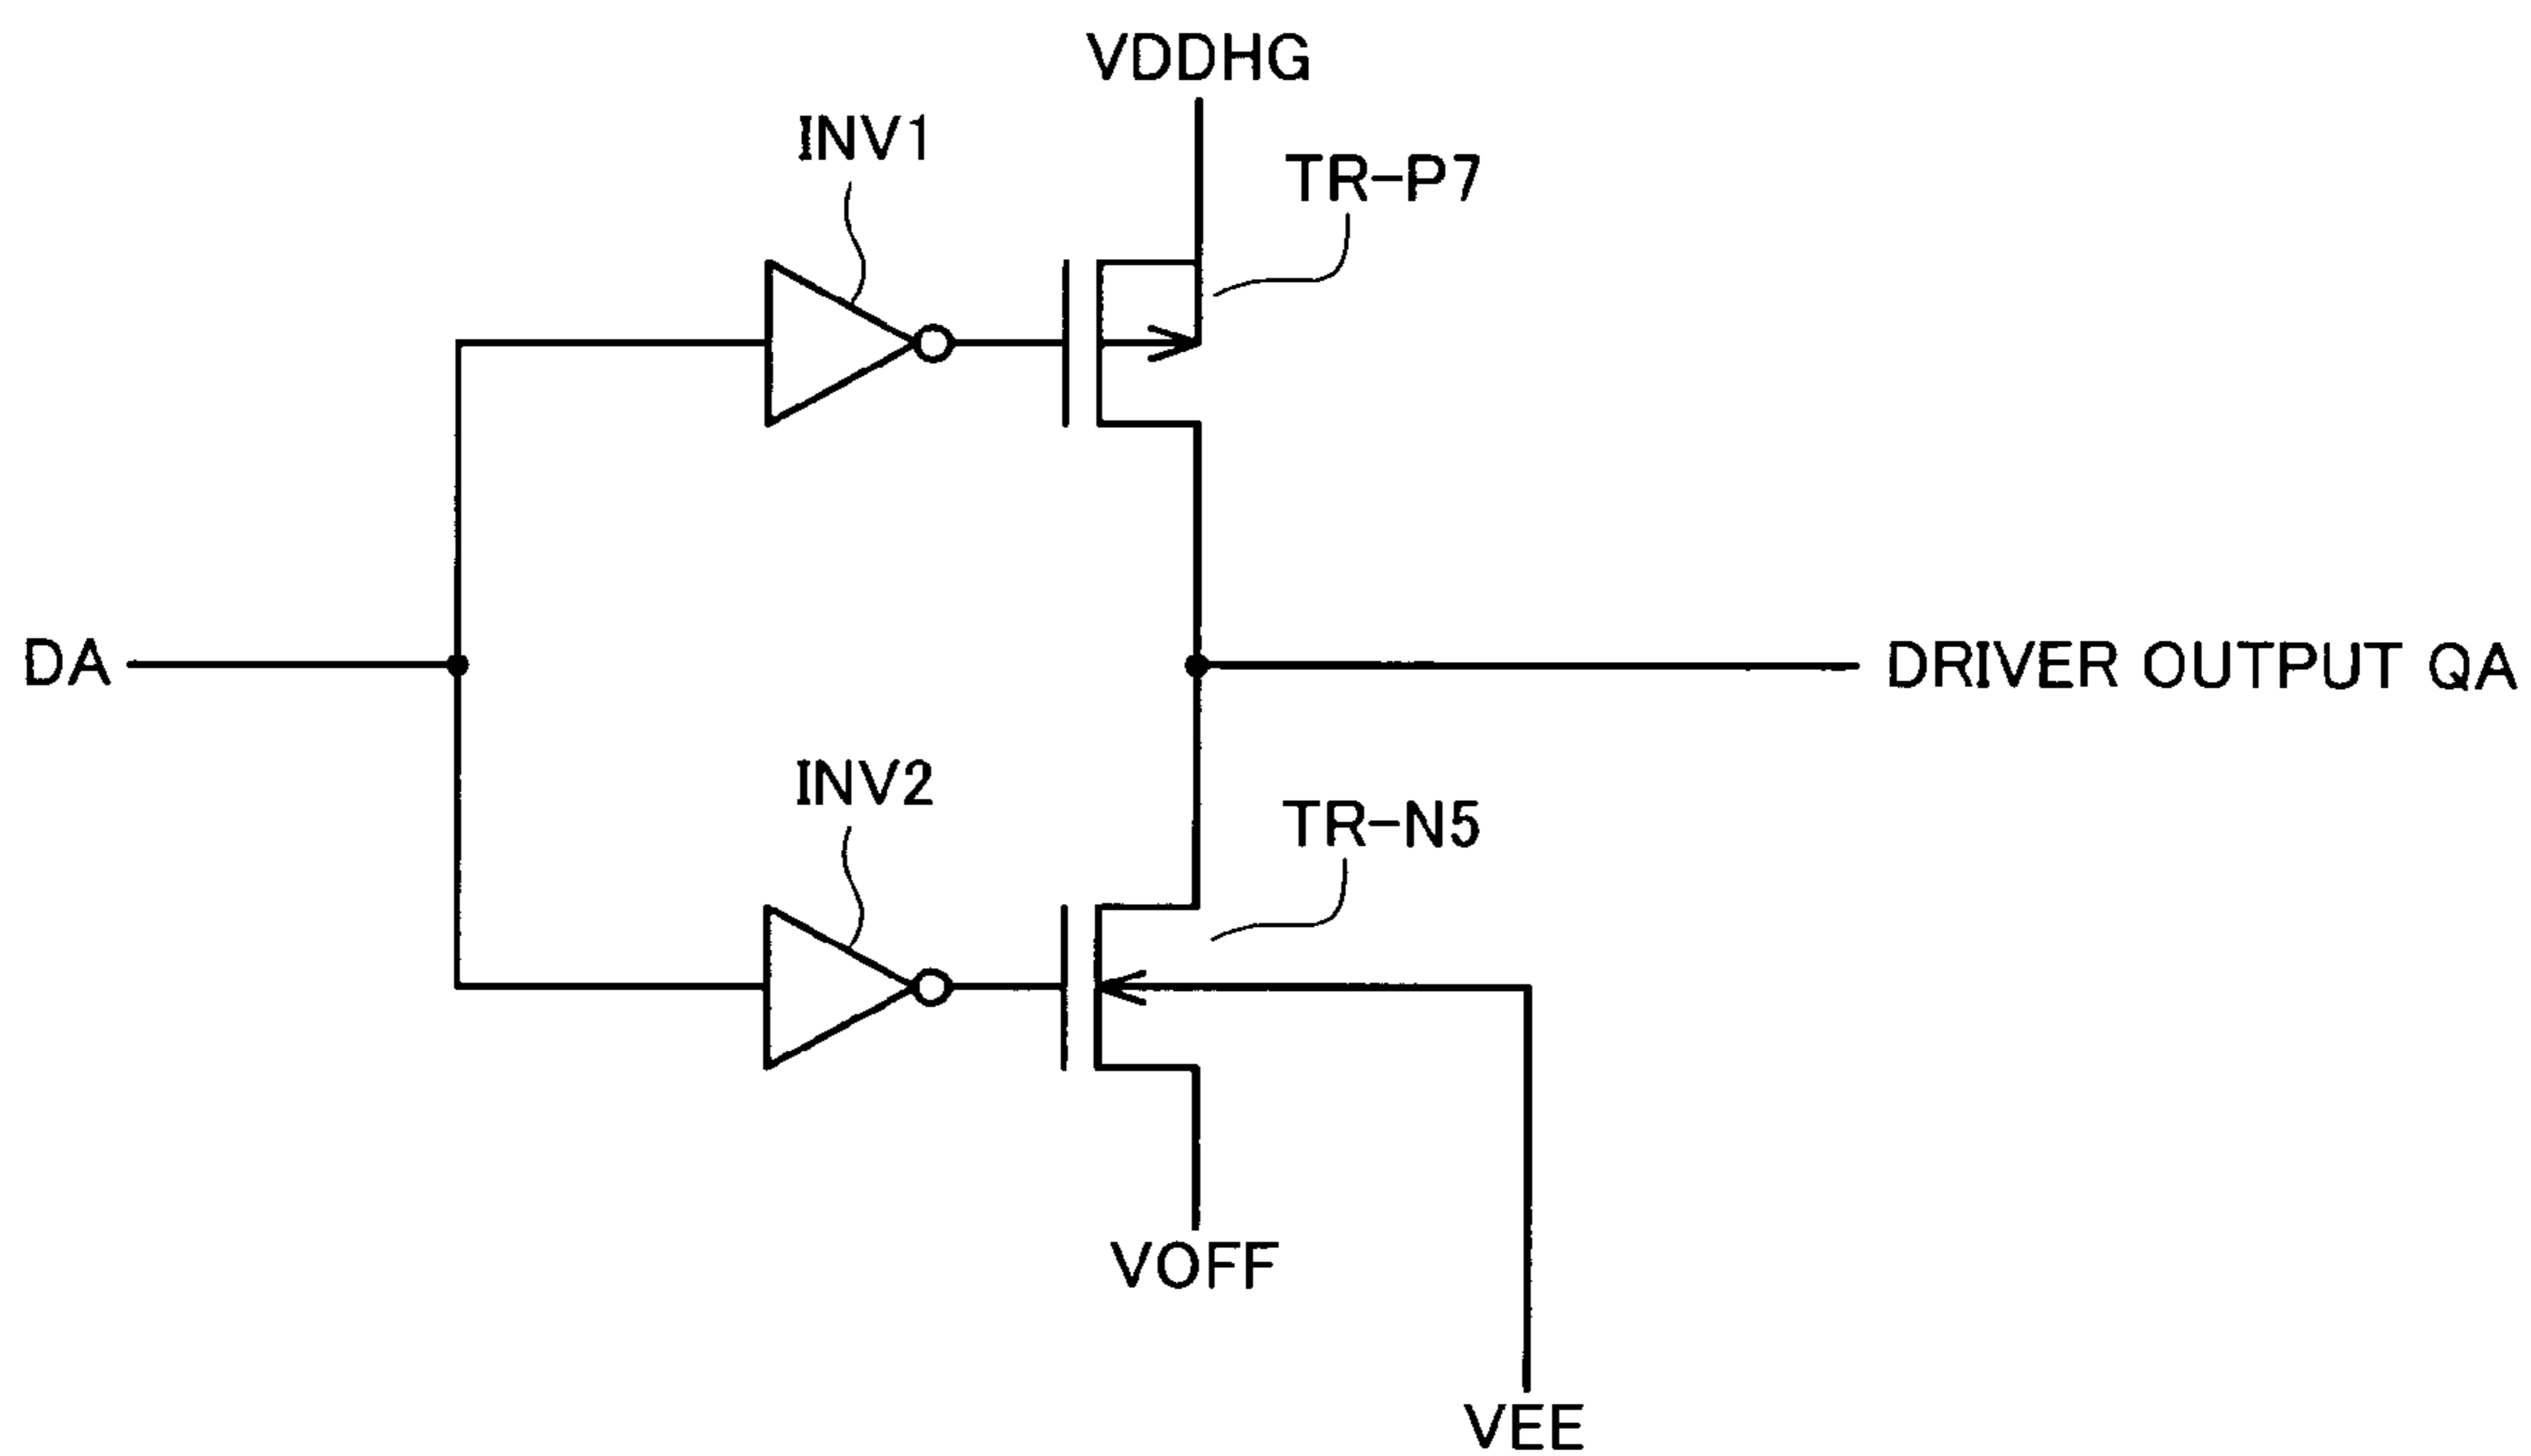 VDDHG
INV1
TR-P7
DA
DRIVER OUTPUT QA
INV2
TR-N5
VOFF
VEE